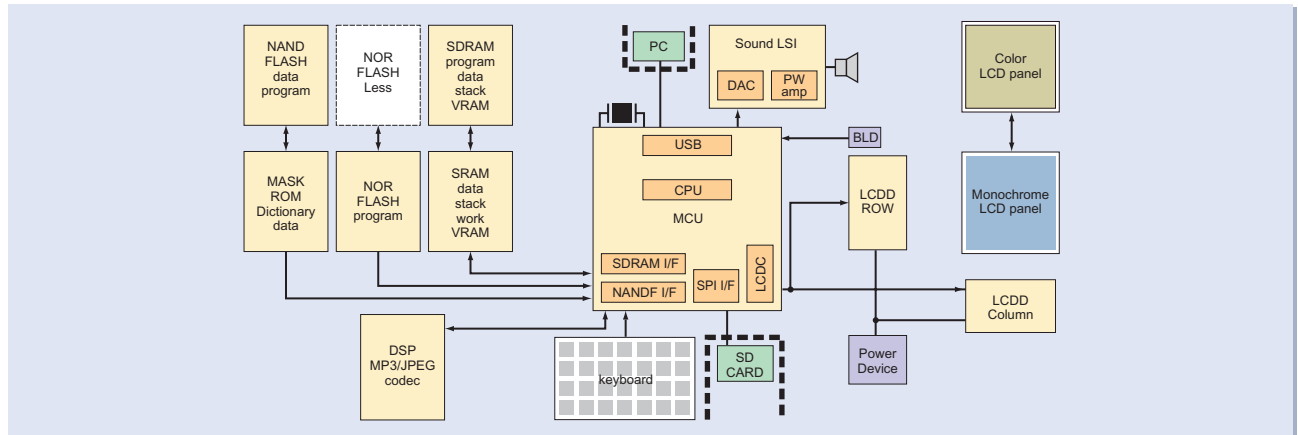 NAND
FLASH
data
program
NOR
FLASH
Less
SDRAM
program
data
stack
VRAM
PC
Sound LSI
DAC
PW
amp
Color
LCD panel
MASK
ROM
Dictionary
data
NOR
FLASH
program
SRAM
data
stack
work
VRAM
USB
CPU
MCU
SDRAM I/F
NANDF I/F
SPI I/F
LCDC
BLD
LCDD
ROW
Monochrome
LCD panel
LCDD
Column
DSP
MP3/JPEG
codec
keyboard
SD
CARD
Power
Device